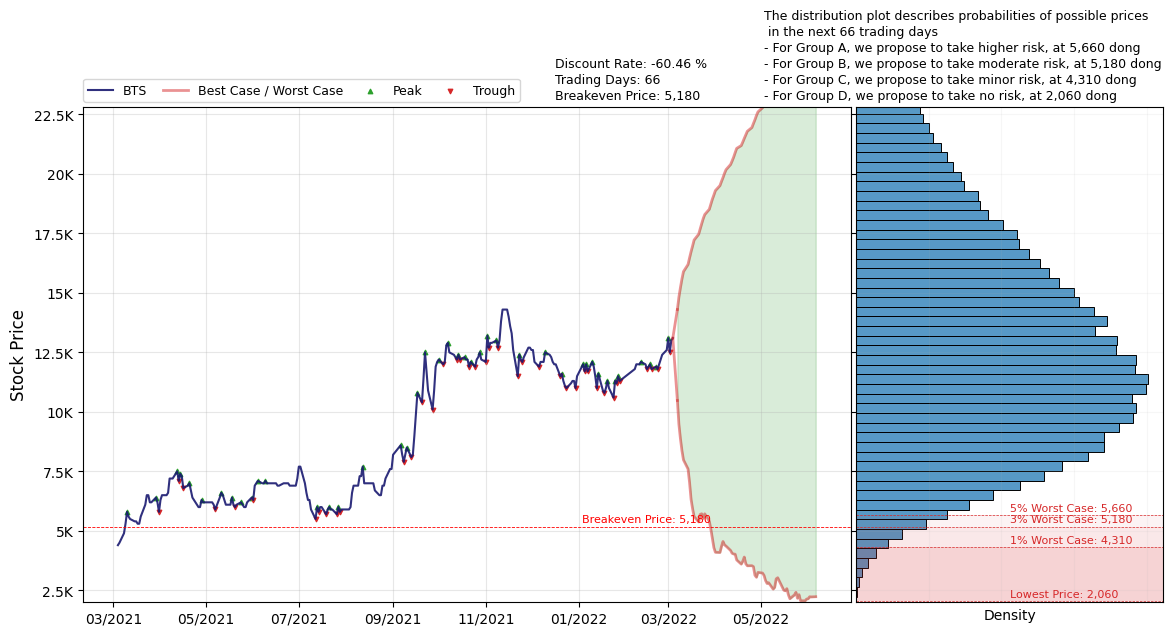 The distribution plot describes probabilities of possible prices
in the next 66 trading days
- For Group A, we propose to take higher risk, at 5,660 dong
- For Group B, we propose to take moderate risk, at 5,180 dong
- For Group C, we propose to take minor risk, at 4,310 dong
- For Group D, we propose to take no risk, at 2,060 dong
Discount Rate: -60.46 %
Trading Days: 66
Breakeven Price: 5,180
BTS
Best Case / Worst Case
Peak
Trough
Stock Price
22.5K
20K
17.5K
15K
12.5K
10K
7.5K
5K
2.5K
Breakeven Price: 5,180
5% Worst Case: 5,660
3% Worst Case: 5,180
1% Worst Case: 4,310
Lowest Price: 2,060
03/2021
05/2021
07/2021
09/2021
11/2021
01/2022
03/2022
05/2022
Density